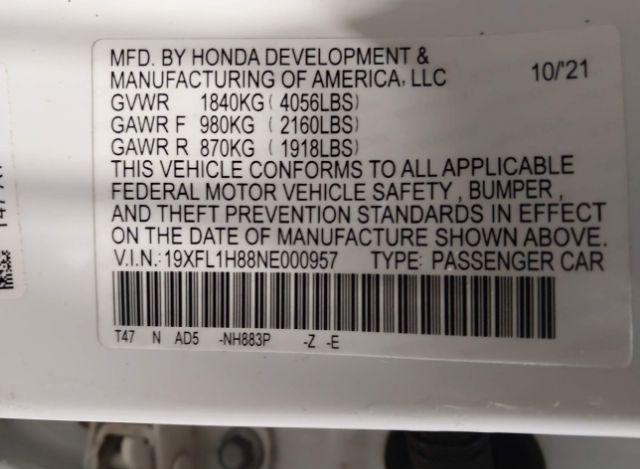 MFD. BY HONDA DEVELOPMENT &
MANUFACTURING OF AMERICA, LLC 10/'21
GVWR 1840KG ( 4056LBS)
GAWR F 980KG ( 2160LBS)
GAWR R 870KG ( 1918LBS)
THIS VEHICLE CONFORMS TO ALL APPLICABLE
FEDERAL MOTOR VEHICLE SAFETY , BUMPER ,
AND THEFT PREVENTION STANDARDS IN EFFECT
ON THE DATE OF MANUFACTURE SHOWN ABOVE.
V.I.N.:19XFL1H88NE000957 TYPE: PASSENGER CAR
T47 N AD5 -NH883P -Z -E